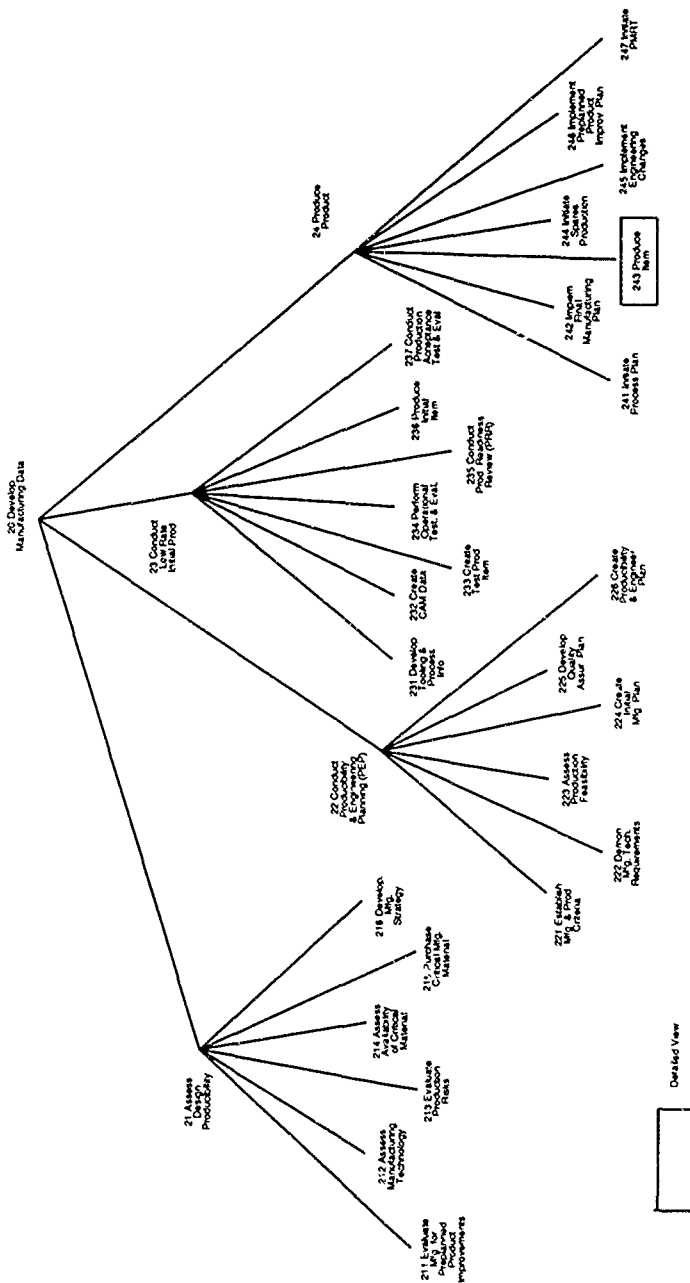 20 Develop
Manufacturing Data
21 Assess
Design
Producibility
211 Evaluate
Mfg. for
Preplanned
Product
Improvements
212 Assess
Manufacturing
Technology
213 Evaluate
Production
Risks
214 Assess
Availability
of Critical
Material
215 Purchase
Critical Mfg.
Material
216 Develop.
Mfg.
Strategy
22 Conduct
Producibility
& Engineering
Planning (PEP)
221 Establish
Mfg. & Prod
Criteria
222 Demon
Mfg. Tech.
Requirements
223 Assess
Production
Feasibility
224 Create
Initial
Mfg. Plan
225 Develop
Quality
Assur Plan
226 Create
Productivity
& Engineer
Plan
23 Conduct
Low Rate
Initial Prod
231 Develop
Tooling &
Process
Info
232 Create
CAM Data
233 Create
Test Prod
Item
234 Perform
Operational
Test. & Eval.
235 Conduct
Prod. Readiness
Review (PRR)
236 Produce
Initial
Item
237 Conduct
Production
Acceptance
Test & Eval
24 Produce
Product
241 Initiate
Process Plan
242 Implem
Final
Manufacturing
Plan
243 Produce
Item
244 Initiate
Spares
Production
245 Implement
Engineering
Changes
246 Implement
Preplanned
Product
Improv Plan
247 Initiate
PMRT
Detailed View